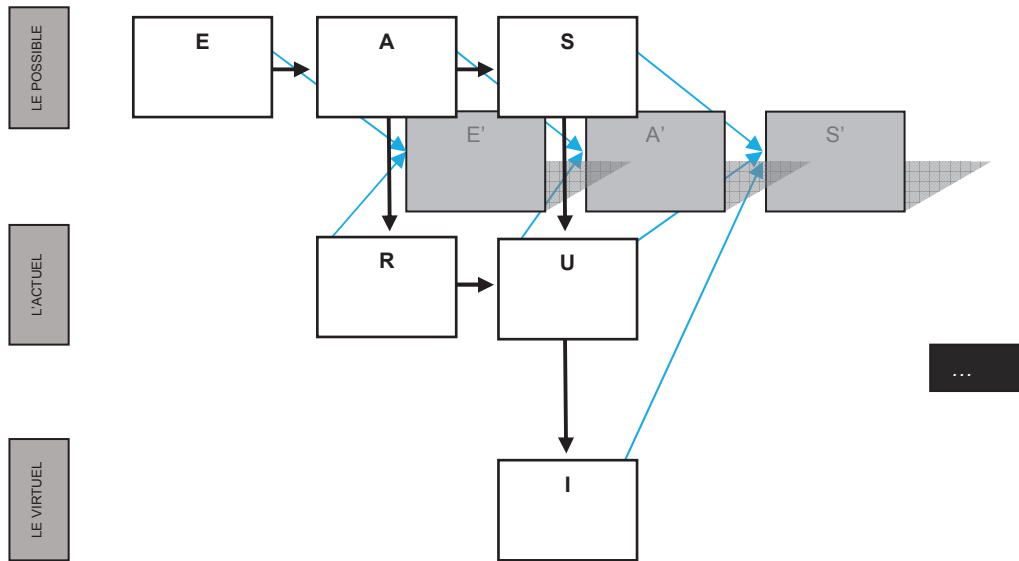 LE POSSIBLE
E
A
S
E'
A'
S'
L'ACTUEL
R
U
...
LE VIRTUEL
I